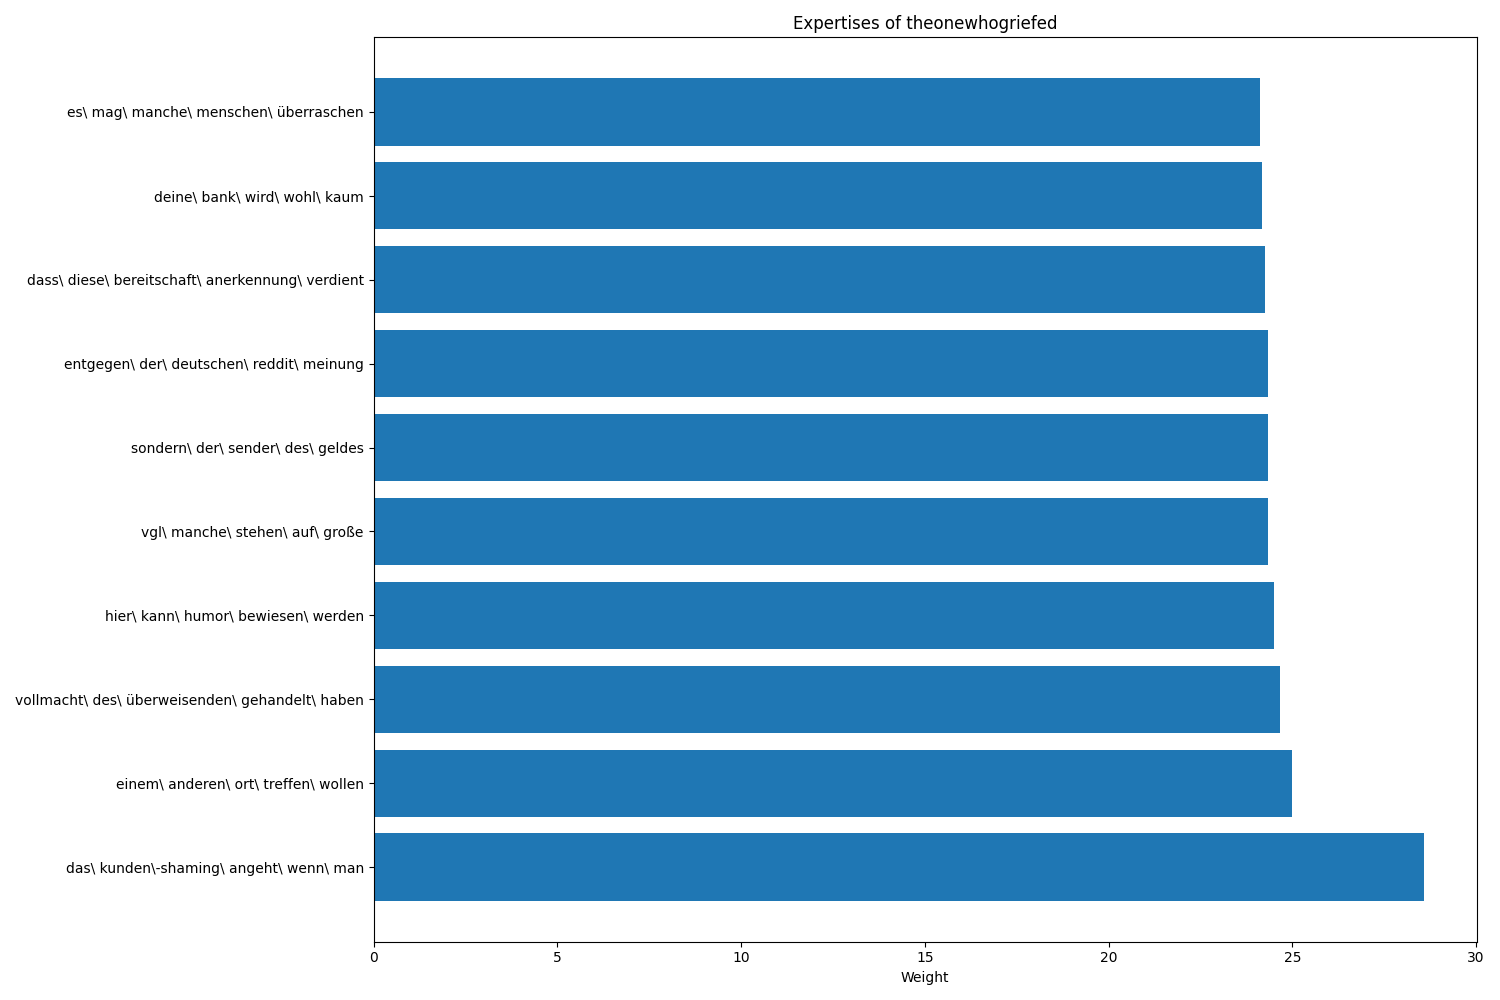 Expertises of theonewhogriefed
es\ mag\ manche\ menschen\ überraschen
deine\ bank\ wird\ wohl\ kaum
dass\ diese\ bereitschaft\ anerkennung\ verdient
entgegen\ der\ deutschen\ reddit\ meinung
sondern\ der\ sender\ des\ geldes
vgl\ manche\ stehen\ auf\ große
hier\ kann\ humor\ bewiesen\ werden
vollmacht\ des\ überweisenden\ gehandelt\ haben
einem\ anderen\ ort\ treffen\ wollen
das\ kunden\-shaming\ angeht\ wenn\ man
0 5 10 15 20 25 30
Weight